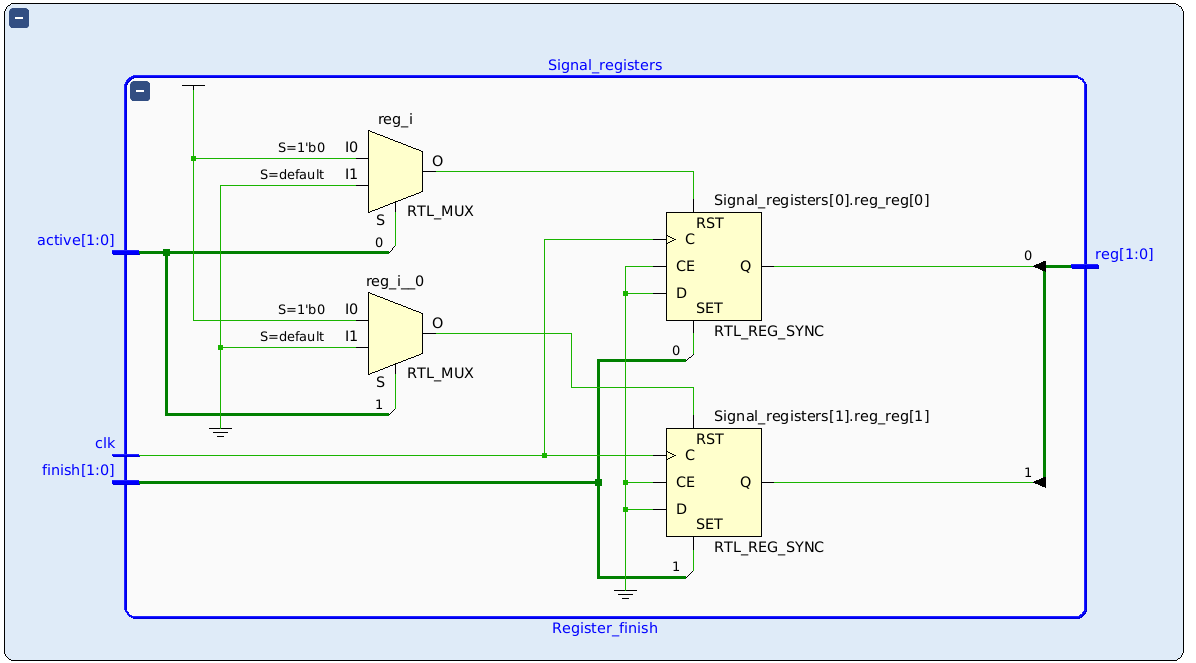 Signal_registers
reg_i
S=1'b0 I0
S=default I1
O
S
RTL_MUX
0
active[1:0]
reg_i__0
S=1'b0 I0
S=default I1
O
S
RTL_MUX
1
clk
finish[1:0]
Signal_registers[0].reg_reg[0]
RST
C
CE
Q
D
SET
RTL_REG_SYNC
0
Signal_registers[1].reg_reg[1]
RST
C
CE
Q
D
SET
RTL_REG_SYNC
1
0
reg[1:0]
1
Register_finish